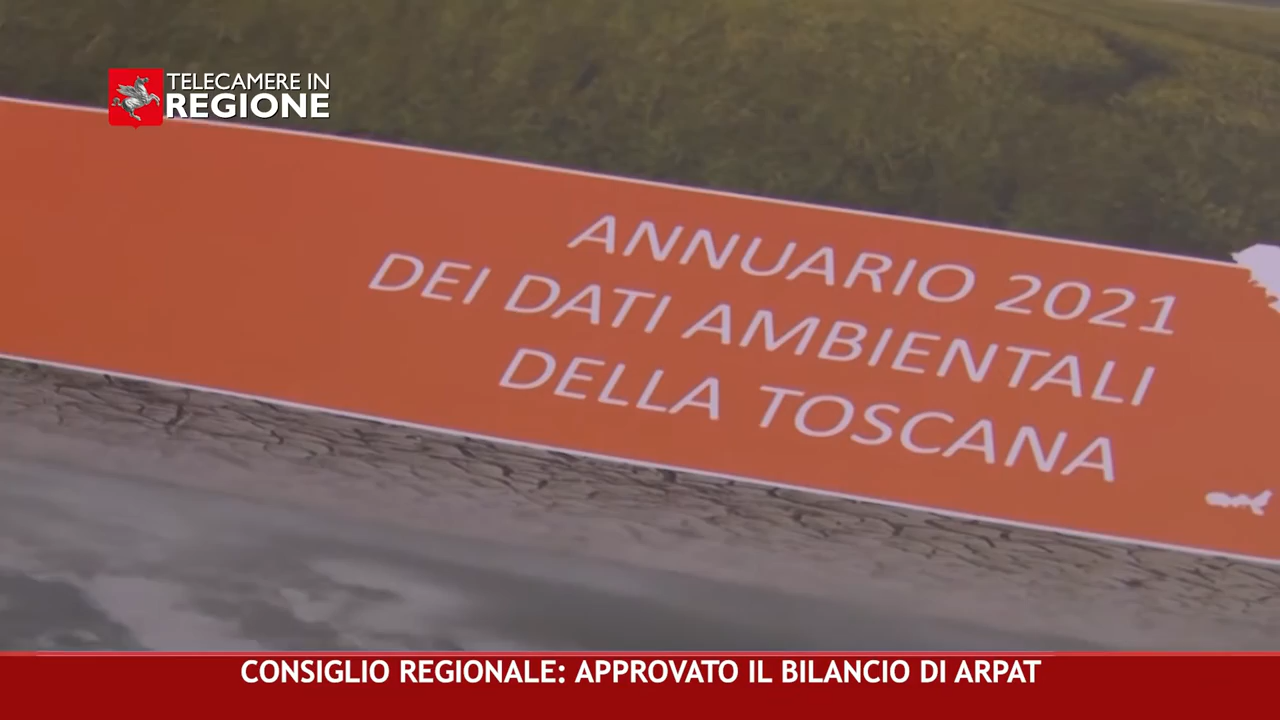 TELECAMERE IN
REGIONE
ANNUARIO 2021
DEI DATI AMBIENTALI
DELLA TOSCANA
CONSIGLIO REGIONALE: APPROVATO IL BILANCIO DI ARPAT